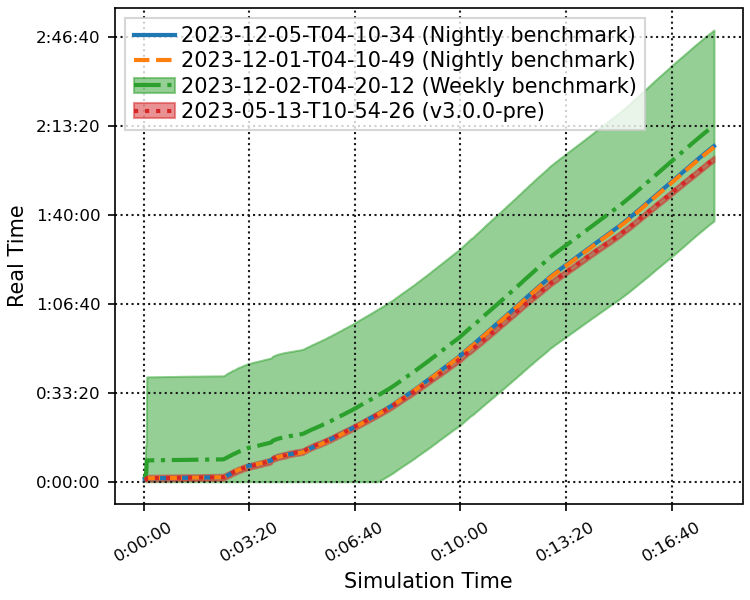 2023-12-05-T04-10-34 (Nightly benchmark)
2023-12-01-T04-10-49 (Nightly benchmark)
2023-12-02-T04-20-12 (Weekly benchmark)
2023-05-13-T10-54-26 (v3.0.0-pre)
2:46:40
2:13:20
1:40:00
1:06:40
0:33:20
0:00:00
Real Time
0:00:00
0:03:20
0:06:40
0:10:00
0:13:20
0:16:40
Simulation Time